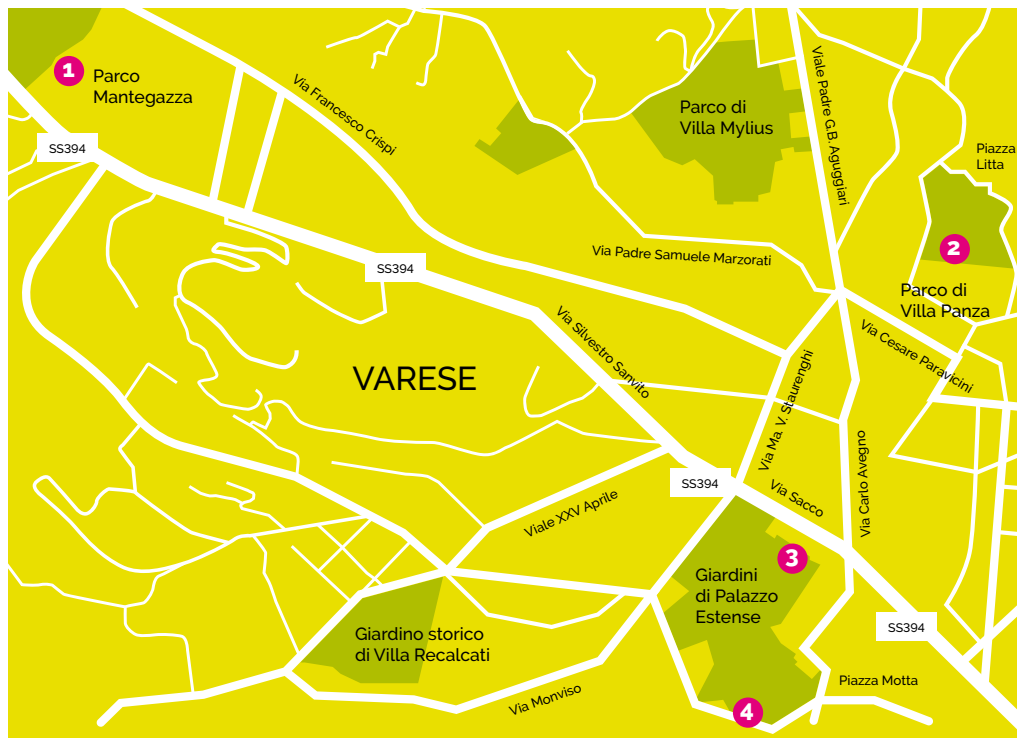 1
Parco
Mantegazza
SS394
Via Francesco Crispi
Parco di
Villa Mylius
Viale Padre G.B. Aguggiari
Piazza
Litta
2
Parco di
Villa Panza
Via Padre Samuele Marzorati
SS394
Via Cesare Paravicini
Via Silvestro Sanvito
VARESE
Via Ma. V. Staurenghi
Via Carlo Avegno
SS394
Via Sacco
Viale XXV Aprile
3
Giardini
di Palazzo
Estense
SS394
Giardino storico
di Villa Recalcati
Via Monviso
Piazza Motta
4